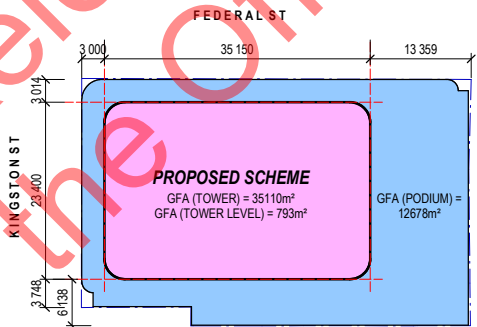 FEDERAL ST
3 000
35 150
13 359
3 014
KINGSTON ST
23 400
3 748
6 138
PROPOSED SCHEME
GFA (TOWER) = 35110m²
GFA (TOWER LEVEL) = 793m²
GFA (PODIUM) =
12678m²
the